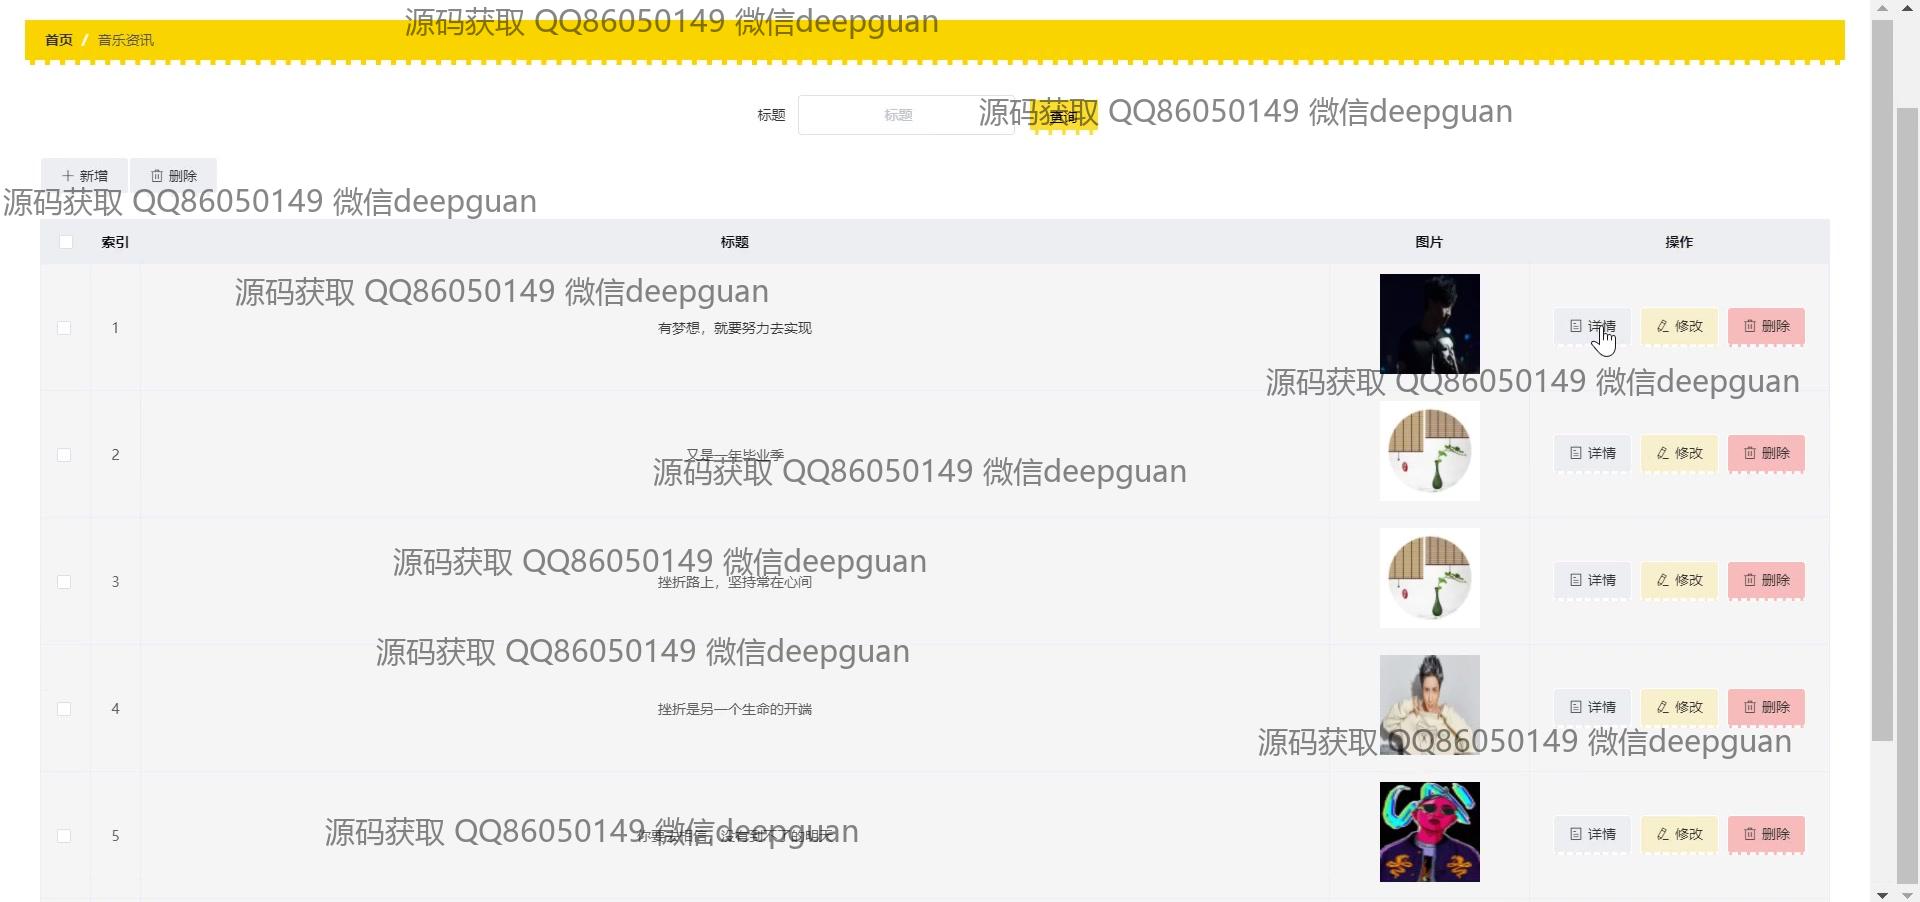 源码获取 QQ86050149 微信deepguan
首页 / 音乐资讯
标题 标题 查询
源码获取 QQ86050149 微信deepguan
新增 删除
源码获取 QQ86050149 微信deepguan
索引 标题 图片 操作
源码获取 QQ86050149 微信deepguan
1 有梦想，就要努力去实现 详情 修改 删除
源码获取 QQ86050149 微信deepguan
2 又是一年毕业季 详情 修改 删除
源码获取 QQ86050149 微信deepguan
源码获取 QQ86050149 微信deepguan
3 挫折路上，坚持常在心间 详情 修改 删除
源码获取 QQ86050149 微信deepguan
4 挫折是另一个生命的开端 详情 修改 删除
源码获取 QQ86050149 微信deepguan
源码获取 QQ86050149 微信deepguan
5 你要去相信，没有到不了的明天 详情 修改 删除